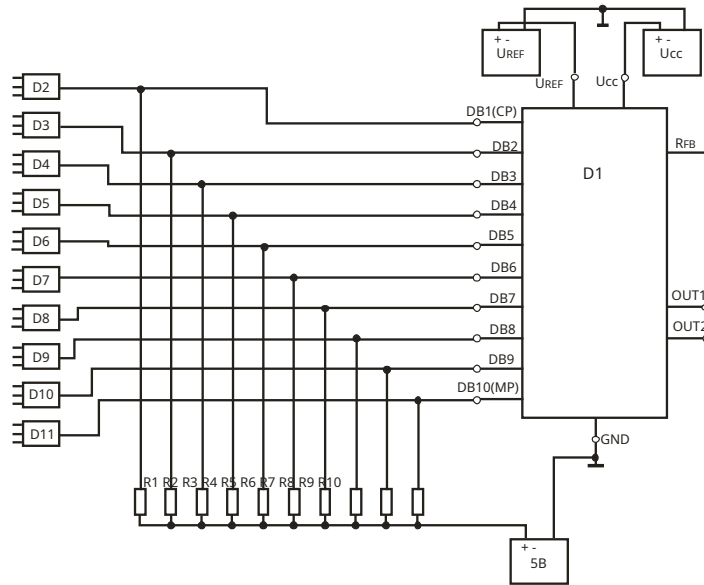 + -
UREF
+ -
Ucc
UREF
Ucc
D2
D3
D4
D5
D6
D7
D8
D9
D10
D11
DB1(CP)
DB2
DB3
DB4
DB5
DB6
DB7
DB8
DB9
DB10(MP)
D1
RFB
OUT1
OUT2
GND
R1 R2 R3 R4 R5 R6 R7 R8 R9 R10
+ -
5B